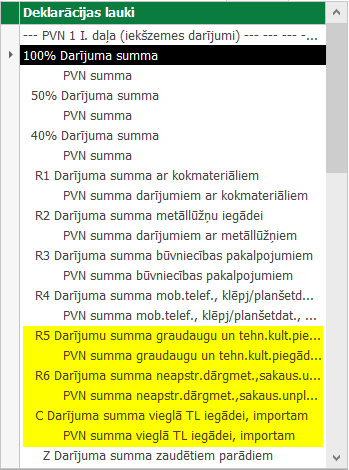 Deklarācijas lauki
--- PVN 1 I. daļa (iekšzemes darījumi) --- --- --- -...
100% Darījuma summa
PVN summa
50% Darījuma summa
PVN summa
40% Darījuma summa
PVN summa
R1 Darījuma summa ar kokmateriāliem
PVN summa darījumiem ar kokmateriāliem
R2 Darījuma summa metāllūžņu iegādei
PVN summa darījumiem ar metāllūžņiem
R3 Darījuma summa būvniecības pakalpojumiem
PVN summa būvniecības pakalpojumiem
R4 Darījuma summa mob.telef., klēpj/planšetd...
PVN summa mob.telef., klēpj/planšetdat., ...
R5 Darījumu summa graudaugu un tehn.kult.pie...
PVN summa graudaugu un tehn.kult.piegād...
R6 Darījumu summa neapstr.dārgmet.,sakaus.un...
PVN summa neapstr.dārgmet.,sakaus.unpl...
C Darījuma summa vieglā TL iegādei, importam
PVN summa vieglā TL iegādei, importam
Z Darījuma summa zaudētiem parādiem